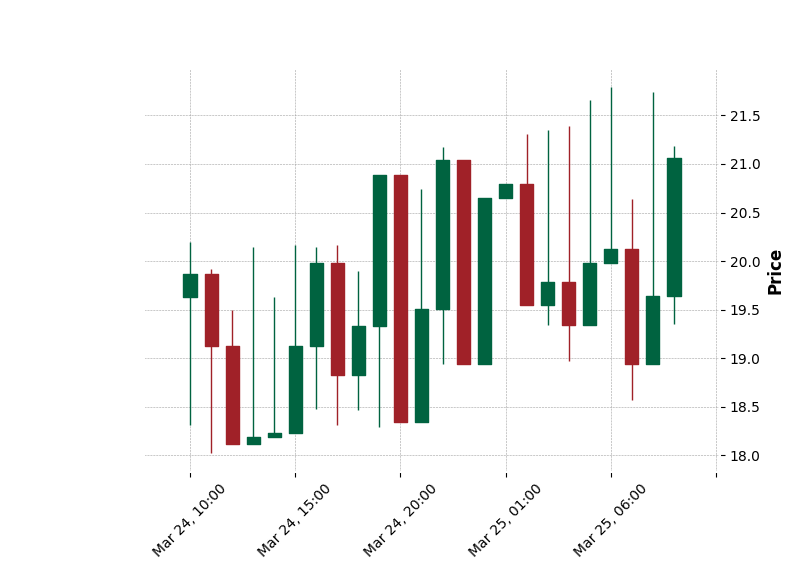 21.5
21.0
20.5
20.0
19.5
19.0
18.5
18.0
Price
Mar 24, 10:00
Mar 24, 15:00
Mar 24, 20:00
Mar 25, 01:00
Mar 25, 06:00